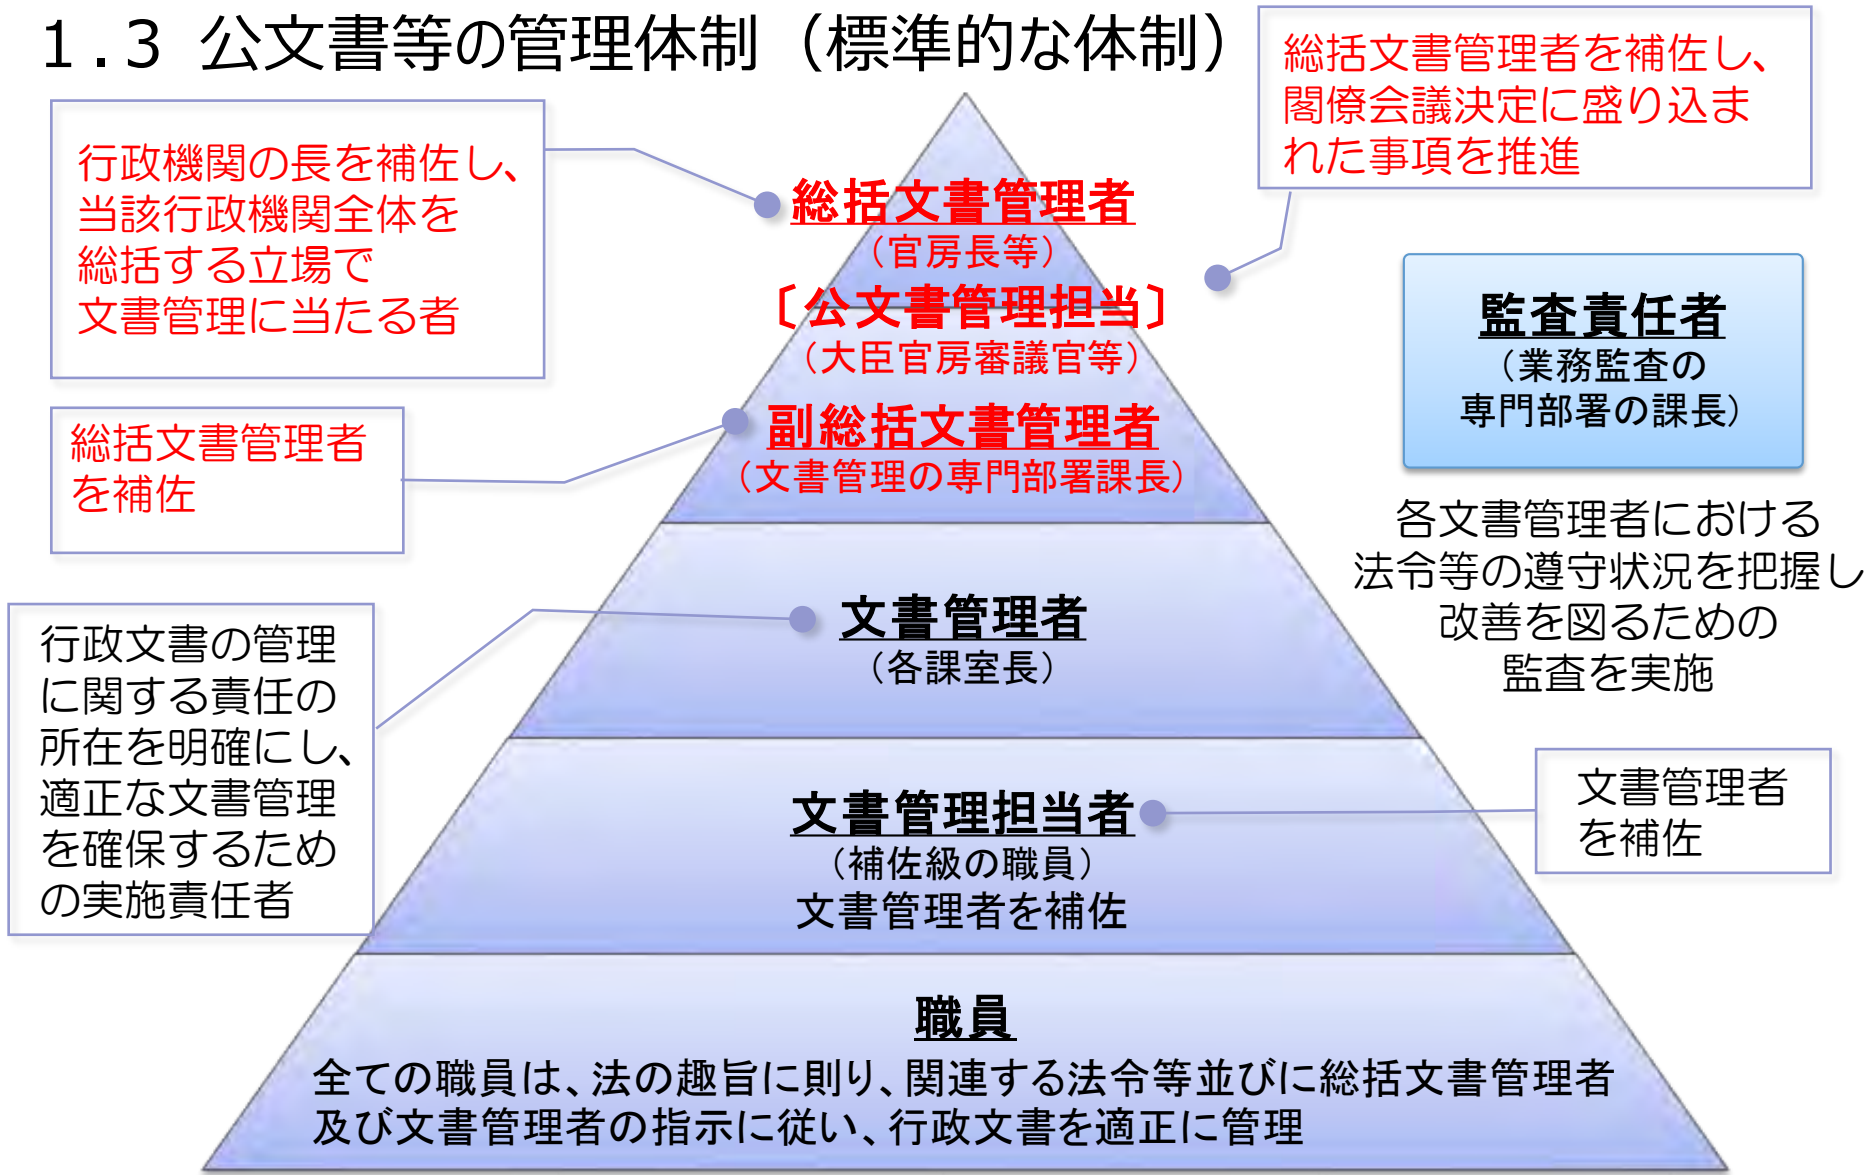 1.3 公文書等の管理体制（標準的な体制）
総括文書管理者を補佐し、
閣僚会議決定に盛り込ま
れた事項を推進
行政機関の長を補佐し、
当該行政機関全体を
総括する立場で
文書管理に当たる者
総括文書管理者
（官房長等）
〔公文書管理担当〕
（大臣官房審議官等）
監査責任者
（業務監査の
専門部署の課長）
総括文書管理者
を補佐
副総括文書管理者
（文書管理の専門部署課長）
各文書管理者における
法令等の遵守状況を把握し
改善を図るための
監査を実施
行政文書の管理
に関する責任の
所在を明確にし、
適正な文書管理
を確保するため
の実施責任者
文書管理者
（各課室長）
文書管理担当者
（補佐級の職員）
文書管理者を補佐
文書管理者
を補佐
職員
全ての職員は、法の趣旨に則り、関連する法令等並びに総括文書管理者
及び文書管理者の指示に従い、行政文書を適正に管理